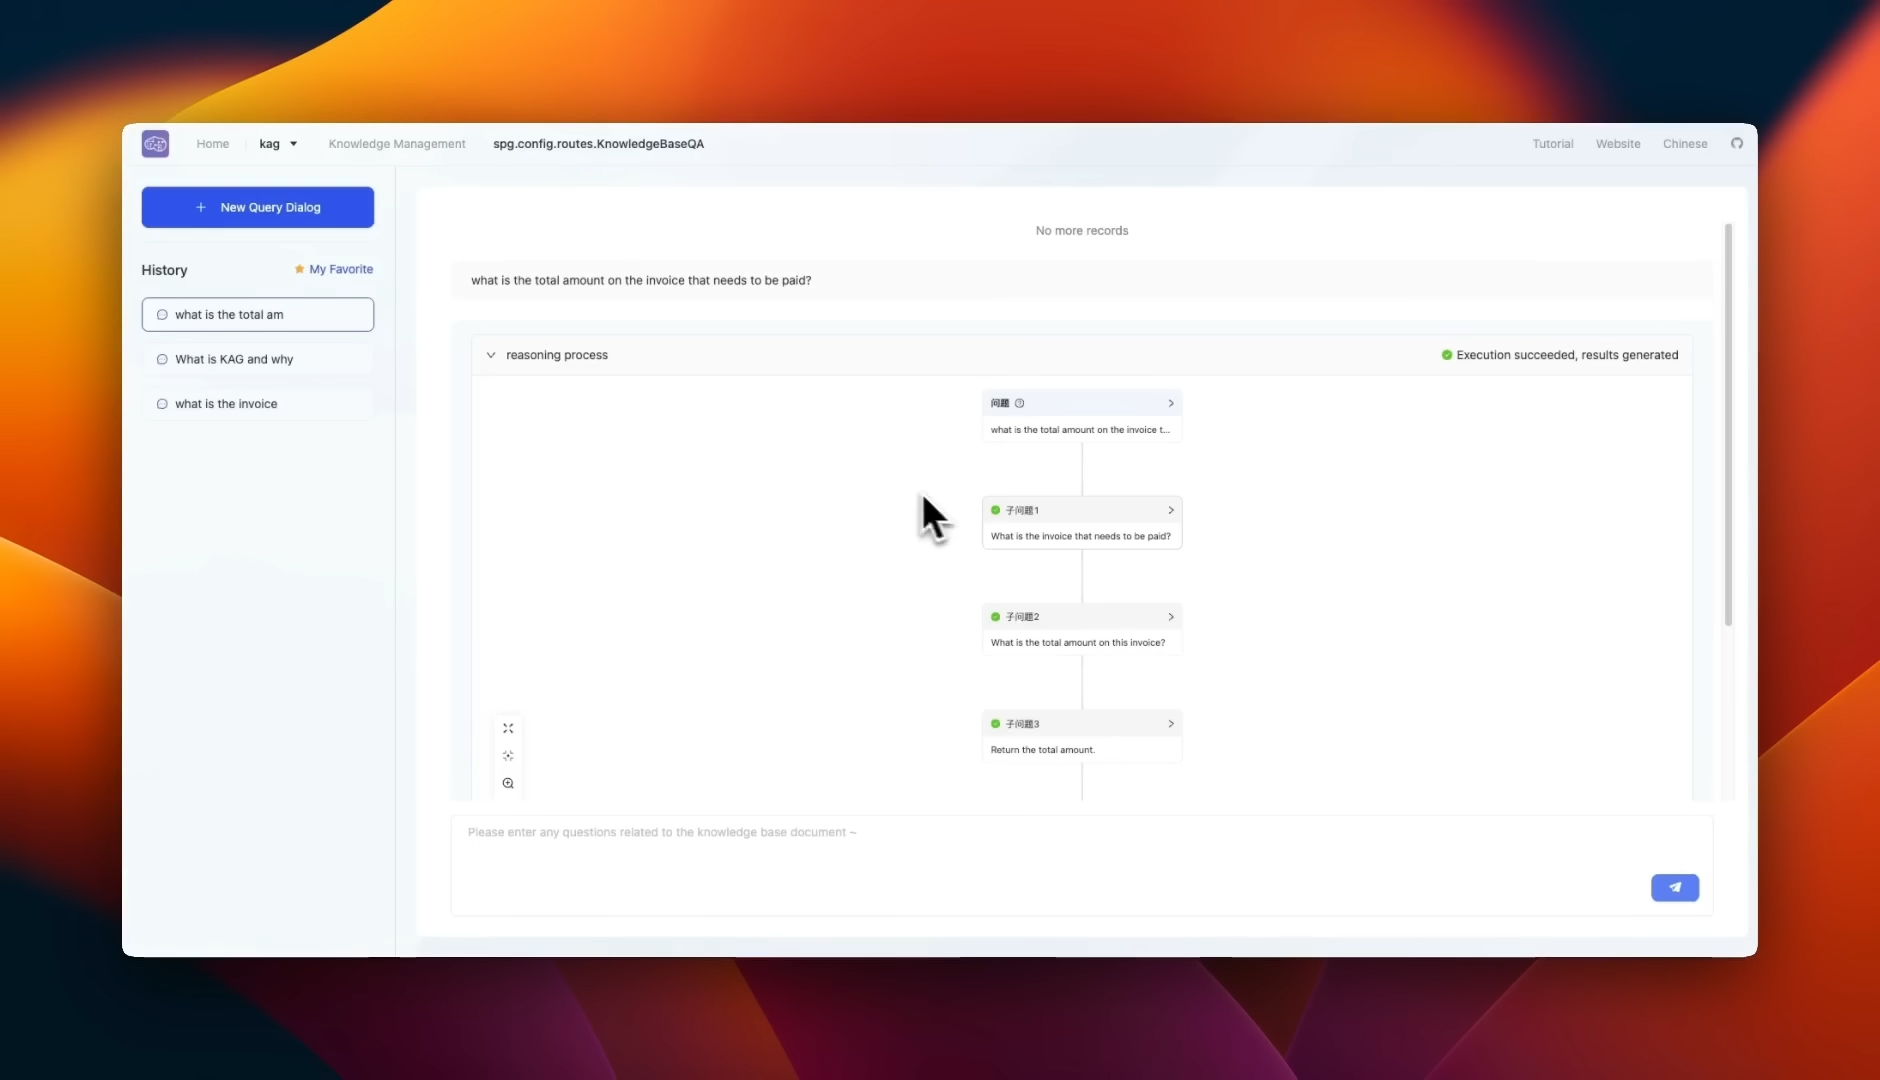 Home
kag
Knowledge Management
spg.config.routes.KnowledgeBaseQA
Tutorial
Website
Chinese
New Query Dialog
History
My Favorite
what is the total am
What is KAG and why
what is the invoice
No more records
what is the total amount on the invoice that needs to be paid?
reasoning process
Execution succeeded, results generated
问题
what is the total amount on the invoice t...
子问题1
What is the invoice that needs to be paid?
子问题2
What is the total amount on this invoice?
子问题3
Return the total amount.
Please enter any questions related to the knowledge base document ~